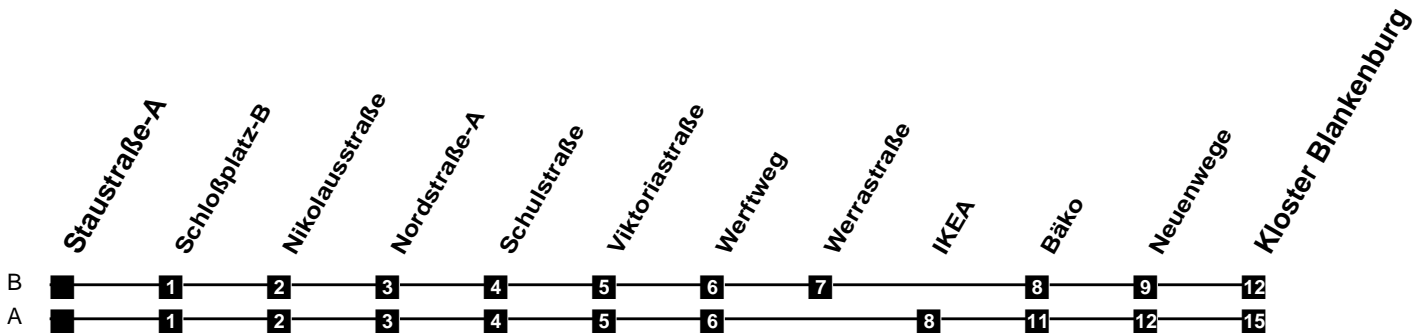 Staustraße-A
Schloßplatz-B
Nikolausstraße
Nordstraße-A
Schulstraße
Viktoriastraße
Werftweg
Werrastraße
IKEA
Bäko
Neuenwege
Kloster Blankenburg
B 1 2 3 4 5 6 7 8 9 12
A 1 2 3 4 5 6 8 11 12 15